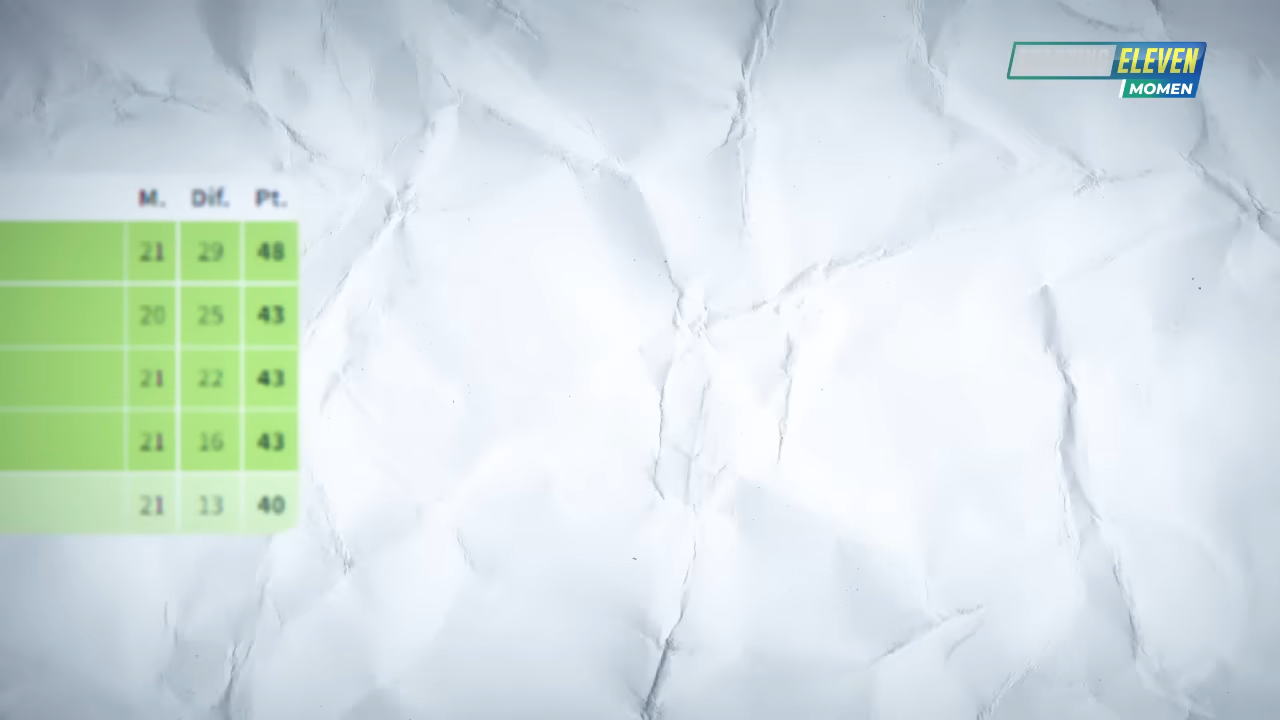 ELEVEN
MOMEN
M. Dif. Pt.
21 29 48
20 25 43
21 22 43
21 16 43
21 13 40